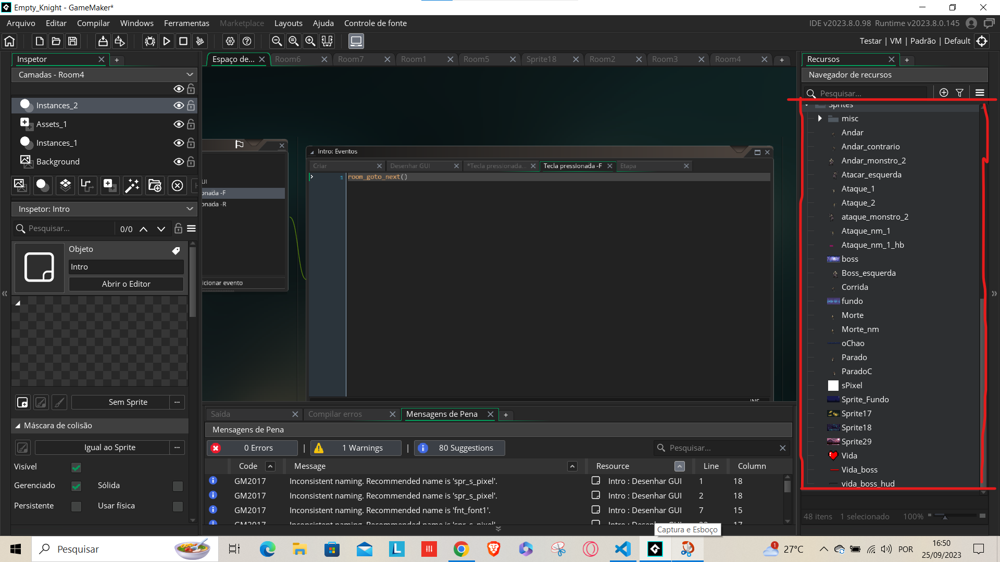 Empty_Knight - GameMaker*
Arquivo Editar Compilar Windows Ferramentas Marketplace Layouts Ajuda Controle de fonte IDE v2023.8.0.98 Runtime v2023.8.0.145
Testar | VM | Padrão | Default
Inspetor
Camadas - Room4
Instances_2
Assets_1
Instances_1
Background
Inspetor: Intro
Pesquisar... 0/0
Objeto
Intro
Abrir o Editor
Sem Sprite
Máscara de colisão
Igual ao Sprite
Visível
Gerenciado Sólida
Persistente Usar física
Espaço de... Room6 Room7 Room1 Room5 Sprite18 Room2 Room3 Room4
UI
onada -F
onada -R
icionar evento
Intro: Eventos
Criar Desenhar GUI *Tecla pressionada... Tecla pressionada -F Etapa
1 room_goto_next()
INS
Saída Compilar erros Mensagens de Pena
Mensagens de Pena
0 Errors | 1 Warnings | 80 Suggestions Pesquisar...
Code Message Resource Line Column
GM2017 Inconsistent naming. Recommended name is 'spr_s_pixel'. Intro : Desenhar GUI 1 18
GM2017 Inconsistent naming. Recommended name is 'spr_s_pixel'. Intro : Desenhar GUI 2 18
GM2017 Inconsistent naming. Recommended name is 'fnt_font1'. Intro : Desenhar GUI 7 15
GM2017 Inconsistent naming. Recommended name is 'spr_s_pixel'. Intro : Desenhar GUI 17
Captura e Esboço
Recursos
Navegador de recursos
Pesquisar...
Sprites
misc
Andar
Andar_contrario
Andar_monstro_2
Atacar_esquerda
Ataque_1
Ataque_2
ataque_monstro_2
Ataque_nm_1
Ataque_nm_1_hb
boss
Boss_esquerda
Corrida
fundo
Morte
Morte_nm
oChao
Parado
ParadoC
sPixel
Sprite_Fundo
Sprite17
Sprite18
Sprite29
Vida
Vida_boss
vida_boss_hud
48 itens 1 selecionado 100%
Pesquisar
1
27°C
POR
16:50
25/09/2023